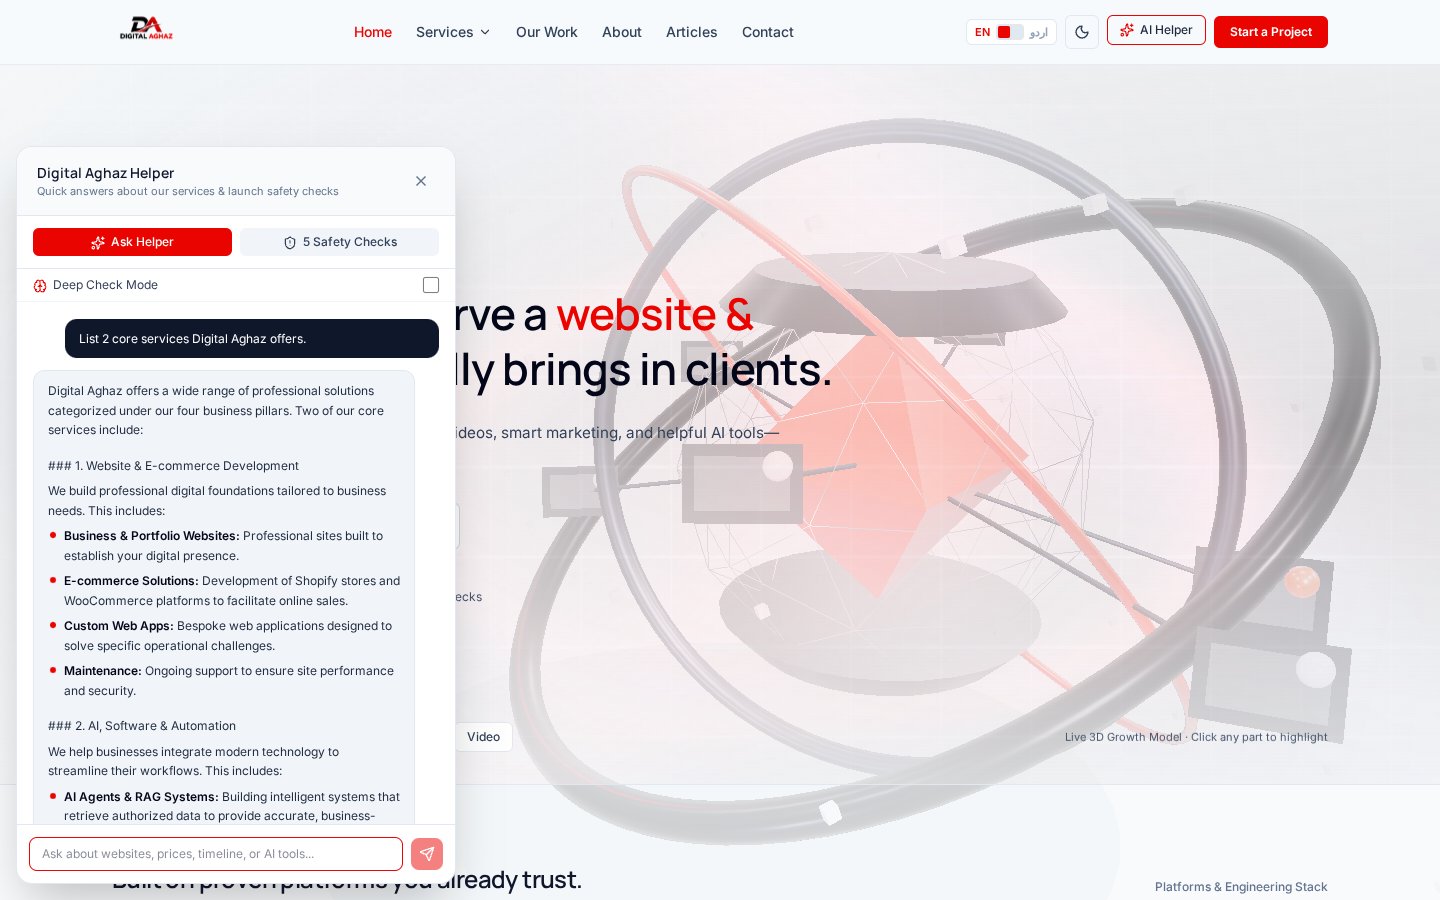 DA
DIGITAL AGHAZ
Home
Services
Our Work
About
Articles
Contact
EN
اردو
AI Helper
Start a Project
Digital Aghaz Helper
Quick answers about our services & launch safety checks
Ask Helper
5 Safety Checks
Deep Check Mode
List 2 core services Digital Aghaz offers.
Digital Aghaz offers a wide range of professional solutions
categorized under our four business pillars. Two of our core
services include:
### 1. Website & E-commerce Development
We build professional digital foundations tailored to business
needs. This includes:
Business & Portfolio Websites: Professional sites built to
establish your digital presence.
E-commerce Solutions: Development of Shopify stores and
WooCommerce platforms to facilitate online sales.
Custom Web Apps: Bespoke web applications designed to
solve specific operational challenges.
Maintenance: Ongoing support to ensure site performance
and security.
### 2. AI, Software & Automation
We help businesses integrate modern technology to
streamline their workflows. This includes:
AI Agents & RAG Systems: Building intelligent systems that
retrieve authorized data to provide accurate, business-
Ask about websites, prices, timeline, or AI tools...
rve a website &
lly brings in clients.
ideos, smart marketing, and helpful AI tools—
ecks
Video
Live 3D Growth Model · Click any part to highlight
Built on proven platforms you already trust.
Platforms & Engineering Stack